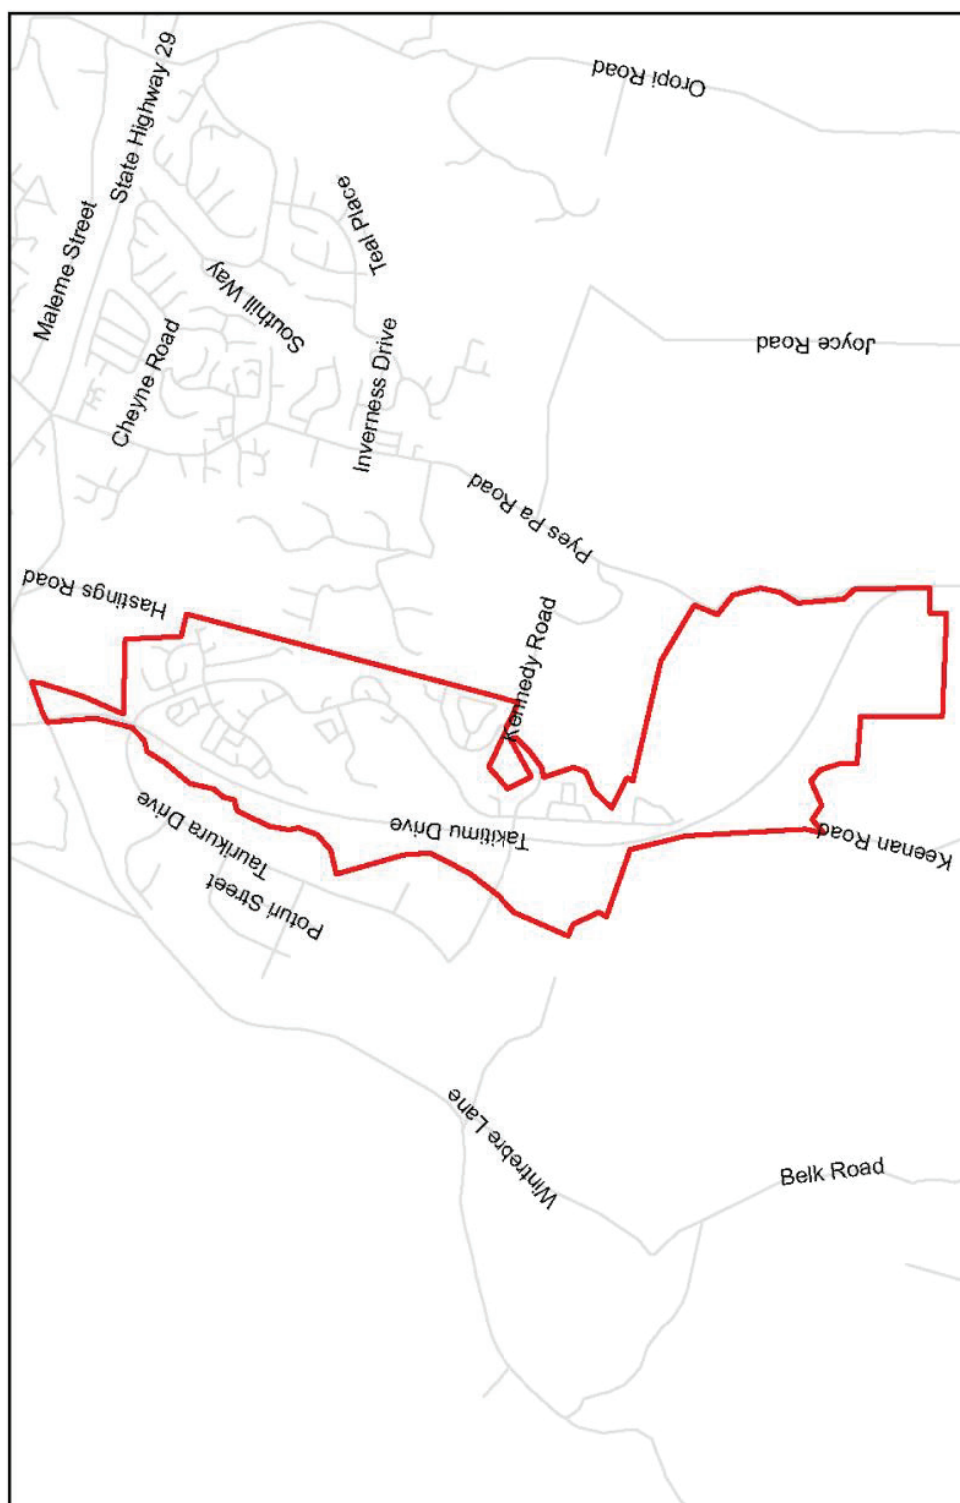 Oropi Road
State Highway 29
Maleme Street
Teal Place
Southill Way
Cheyne Road
Inverness Drive
Joyce Road
Pyes Pa Road
Hastings Road
Kennedy Road
Takitimu Drive
Taurikura Drive
Keenan Road
Poturi Street
Wintrebre Lane
Belk Road